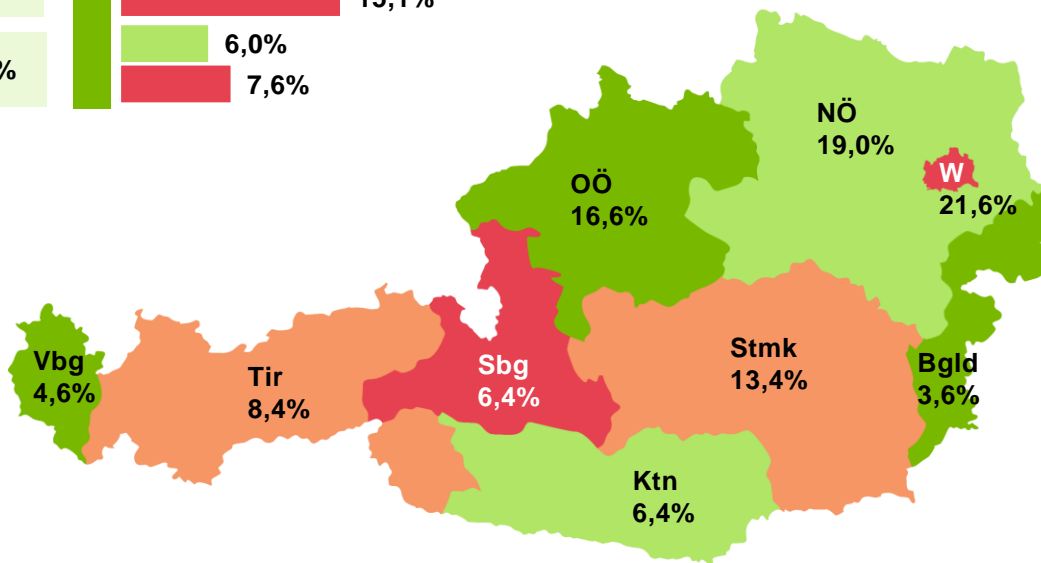 6,0%
%
7,6%
NÖ
19,0%
W
21,6%
OÖ
16,6%
Vbg
4,6%
Tir
8,4%
Sbg
6,4%
Stmk
13,4%
Bgld
3,6%
Ktn
6,4%